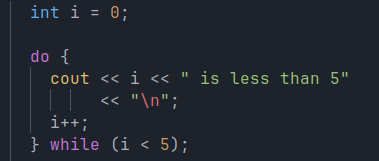 int i = 0;
do {
cout << i << " is less than 5"
<< "\n";
i++;
} while (i < 5);